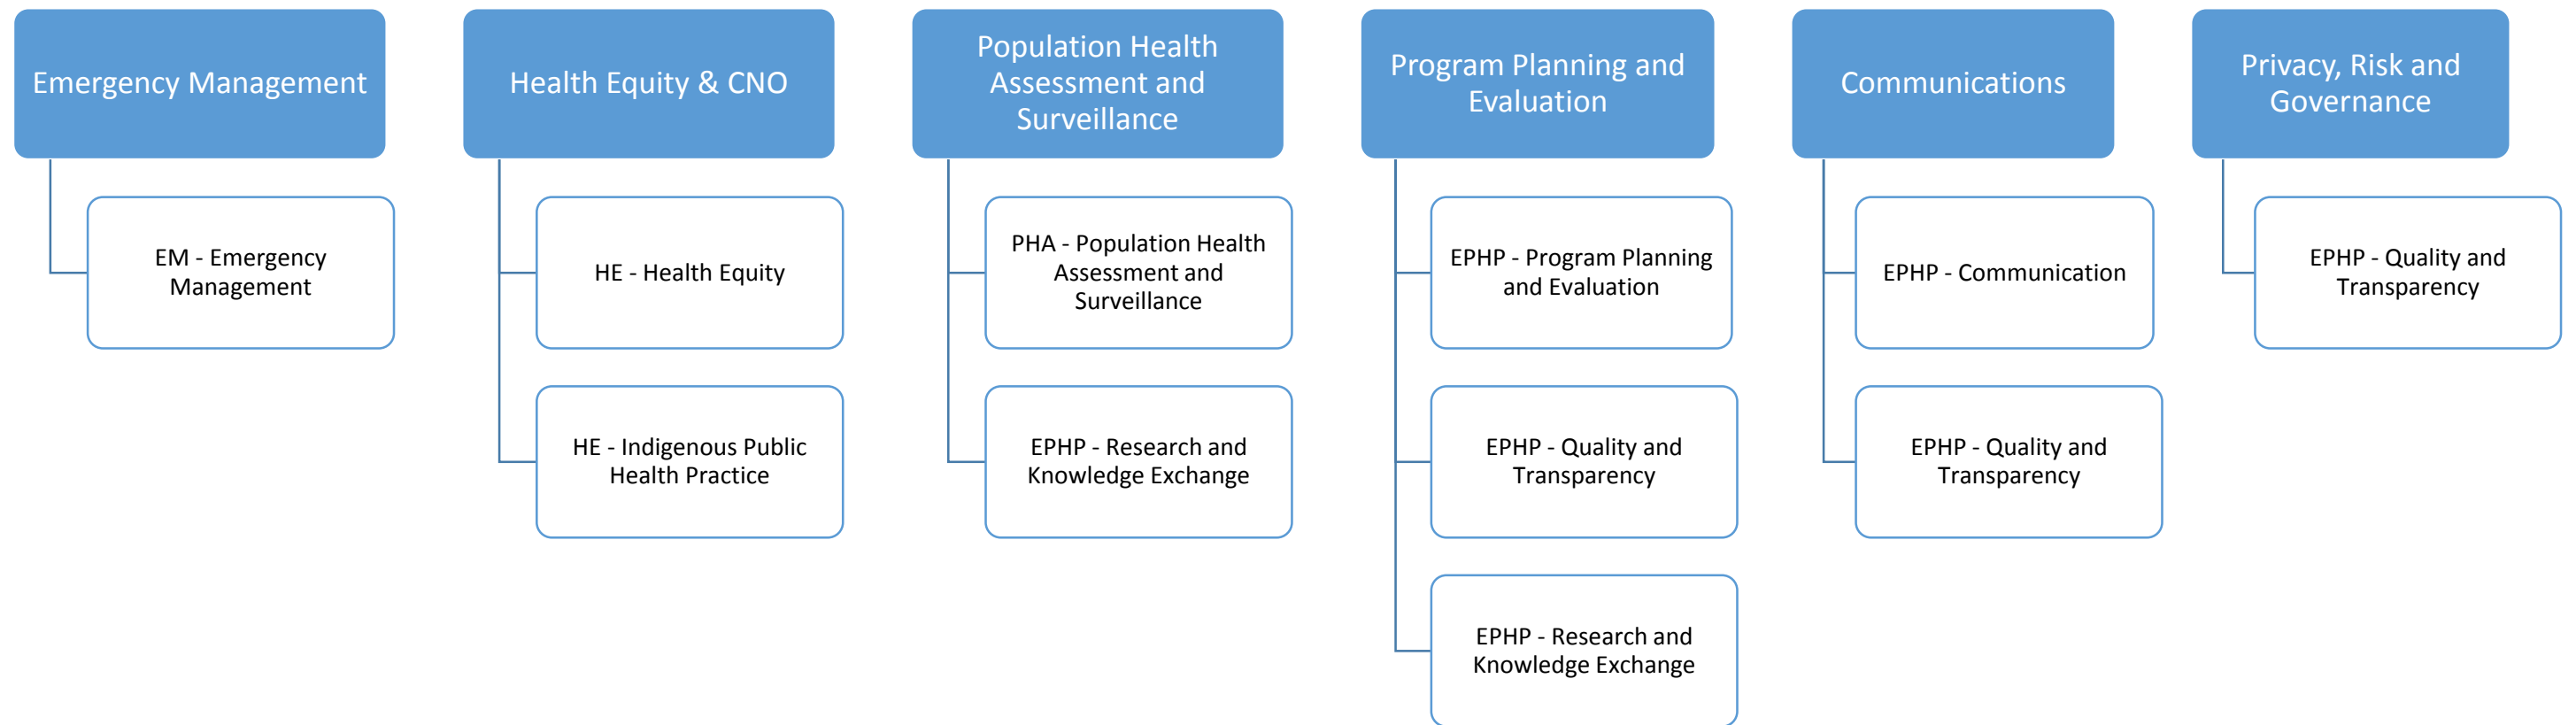 Emergency Management
EM - Emergency
Management
Health Equity & CNO
HE - Health Equity
HE - Indigenous Public
Health Practice
Population Health
Assessment and
Surveillance
PHA - Population Health
Assessment and
Surveillance
EPHP - Research and
Knowledge Exchange
Program Planning and
Evaluation
EPHP - Program Planning
and Evaluation
EPHP - Quality and
Transparency
EPHP - Research and
Knowledge Exchange
Communications
EPHP - Communication
EPHP - Quality and
Transparency
Privacy, Risk and
Governance
EPHP - Quality and
Transparency